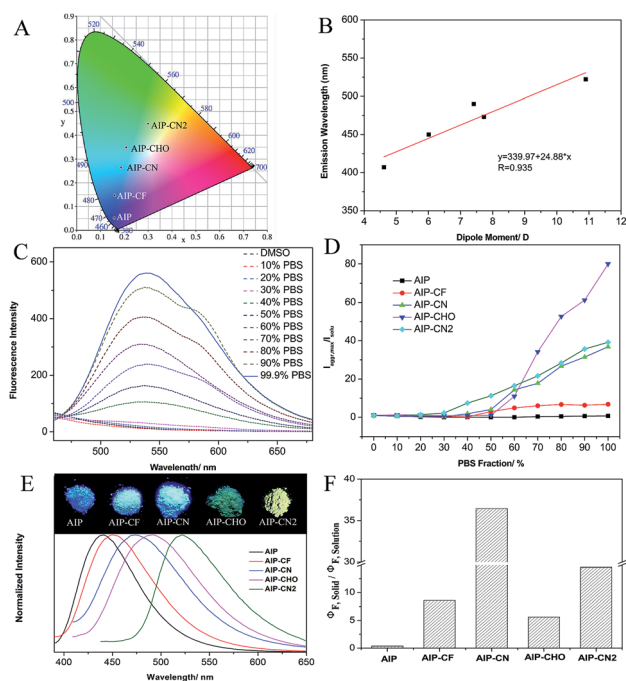 A
0.9
0.8
0.7
0.6
0.5
0.4
0.3
0.2
0.1
0.0
y
520
540
560
580
600
620
700
500
490
480
470
460
380
AIP-CN2
AIP-CHO
AIP-CN
AIP-CF
AIP
0.1 0.2 0.3 0.4 0.5 0.6 0.7 0.8
x
B
Emission Wavelength (nm)
600
550
500
450
400
350
y=339.97+24.88*x
R=0.935
4 5 6 7 8 9 10 11 12
Dipole Moment/ D
C
Fluorescence Intensity
600
400
200
0
DMSO
10% PBS
20% PBS
30% PBS
40% PBS
50% PBS
60% PBS
70% PBS
80% PBS
90% PBS
99.9% PBS
500 550 600 650
Wavelength/ nm
D
I aggr,max/I solu
80
60
40
20
0
AIP
AIP-CF
AIP-CN
AIP-CHO
AIP-CN2
0 10 20 30 40 50 60 70 80 90 100
PBS Fraction/ %
E
AIP AIP-CF AIP-CN AIP-CHO AIP-CN2
Normalized Intensity
AIP
AIP-CF
AIP-CN
AIP-CHO
AIP-CN2
400 450 500 550 600 650
Wavelength/ nm
F
Φ F, Solid / Φ F, Solution
40
35
30
15
10
5
0
AIP AIP-CF AIP-CN AIP-CHO AIP-CN2